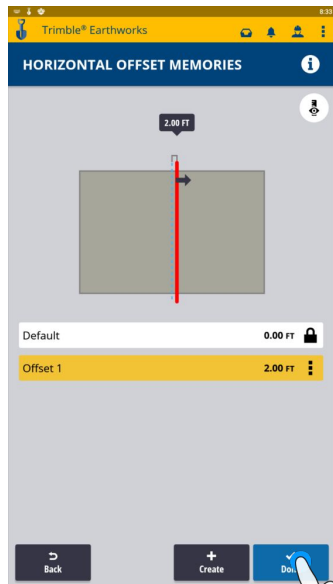 8:33
Trimble® Earthworks
HORIZONTAL OFFSET MEMORIES
i
2.00 FT
Default 0.00 FT
Offset 1 2.00 FT
Back
Create